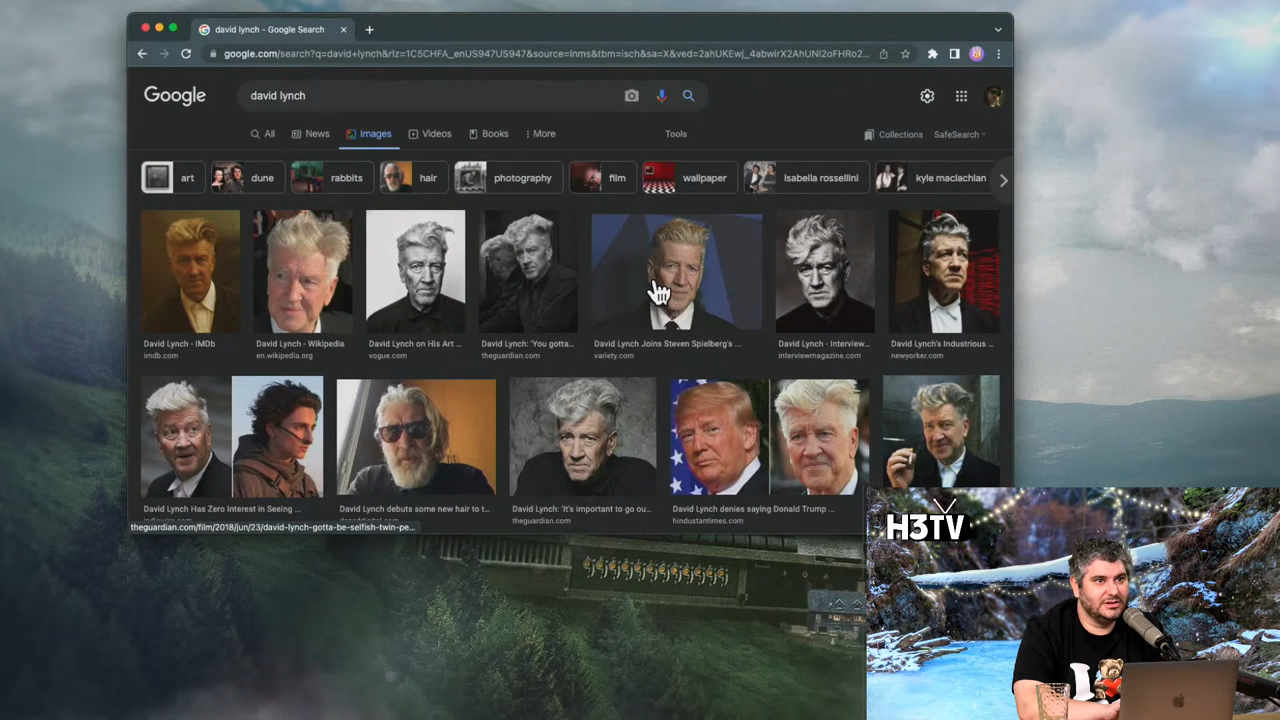 david lynch - Google Search
google.com/search?q=david+lynch&rlz=1C5CHFA_enUS947US947&source=lnms&tbm=isch&sa=X&ved=2ahUKEwj_4abwirX2AhUNI2oFHRo2...
Google
david lynch
All
News
Images
Videos
Books
More
Tools
Collections
SafeSearch
art
dune
rabbits
hair
photography
film
wallpaper
isabella rossellini
kyle maclachlan
David Lynch - IMDb
imdb.com
David Lynch - Wikipedia
en.wikipedia.org
David Lynch on His Art ...
vogue.com
David Lynch: 'You gotta...
theguardian.com
David Lynch Joins Steven Spielberg's ...
variety.com
David Lynch - Interview...
interviewmagazine.com
David Lynch's Industrious ...
newyorker.com
David Lynch Has Zero Interest in Seeing ...
David Lynch debuts some new hair to t...
David Lynch: 'It's important to go ou...
theguardian.com
David Lynch denies saying Donald Trump ...
hindustantimes.com
theguardian.com/film/2018/jun/23/david-lynch-gotta-be-selfish-twin-pe...
H3TV
I